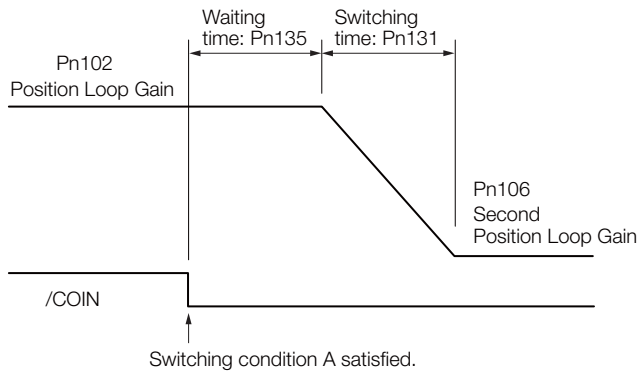 Waiting
time: Pn135
Switching
time: Pn131
Pn102
Position Loop Gain
Pn106
Second
Position Loop Gain
/COIN
Switching condition A satisfied.